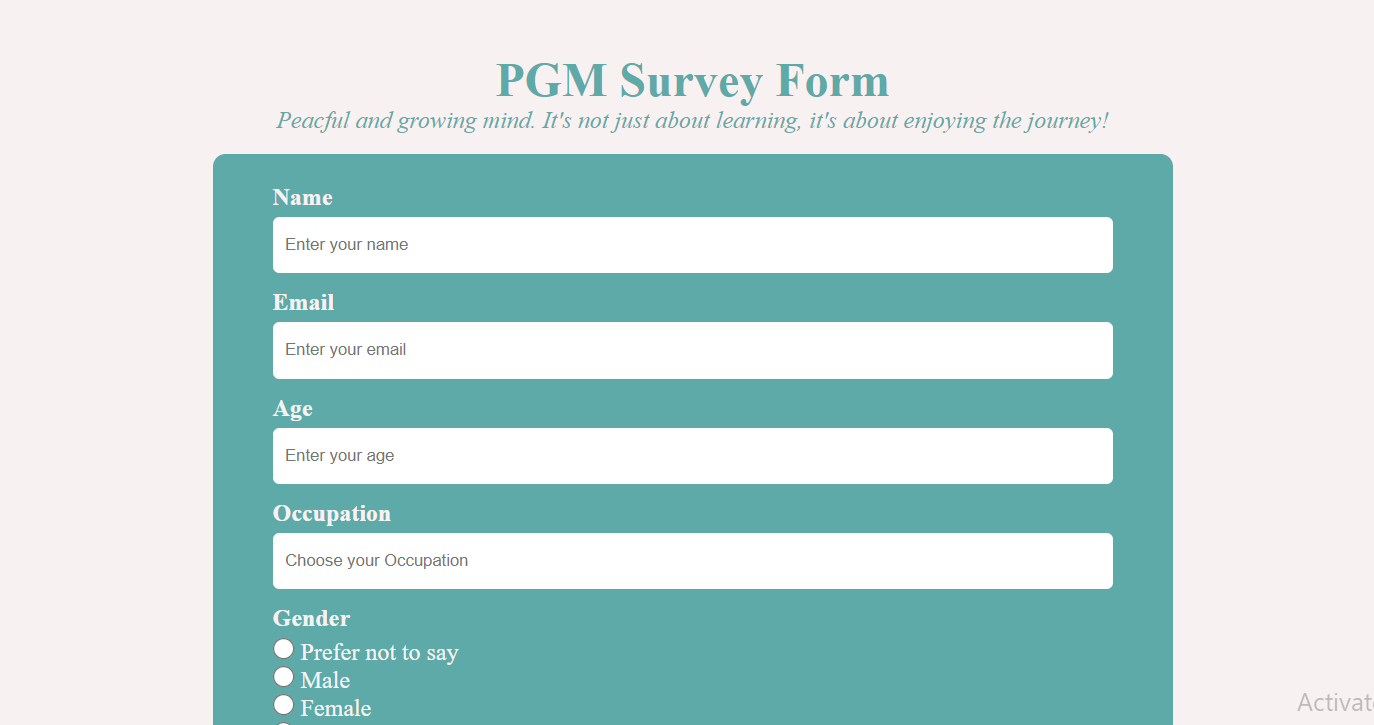 PGM Survey Form
Peacful and growing mind. It's not just about learning, it's about enjoying the journey!
Name
Enter your name
Email
Enter your email
Age
Enter your age
Occupation
Choose your Occupation
Gender
Prefer not to say
Male
Female